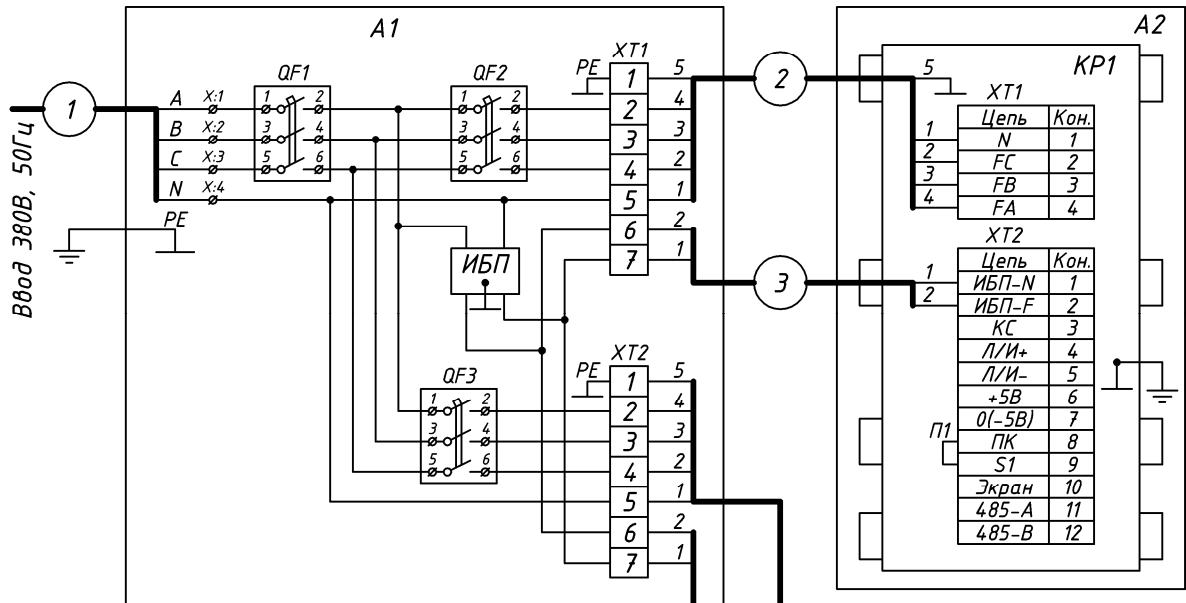 A1
A2
KP1
Ввод 380В, 50Гц
1
2
3
A X:1
B X:2
C X:3
N X:4
PE
QF1
1 2
3 4
5 6
QF2
1 2
3 4
5 6
XT1
PE 1 5
2 4
3 3
4 2
5 1
6 2
7 1
ИБП
QF3
1 2
3 4
5 6
XT2
PE 1 5
2 4
3 3
4 2
5 1
6 2
7 1
5
XT1
Цепь Кон.
1 N 1
2 FC 2
3 FB 3
4 FA 4
XT2
Цепь Кон.
1 ИБП-N 1
2 ИБП-F 2
КС 3
Л/И+ 4
Л/И- 5
+5В 6
0(-5В) 7
П1
ПК 8
S1 9
Экран 10
485-A 11
485-B 12